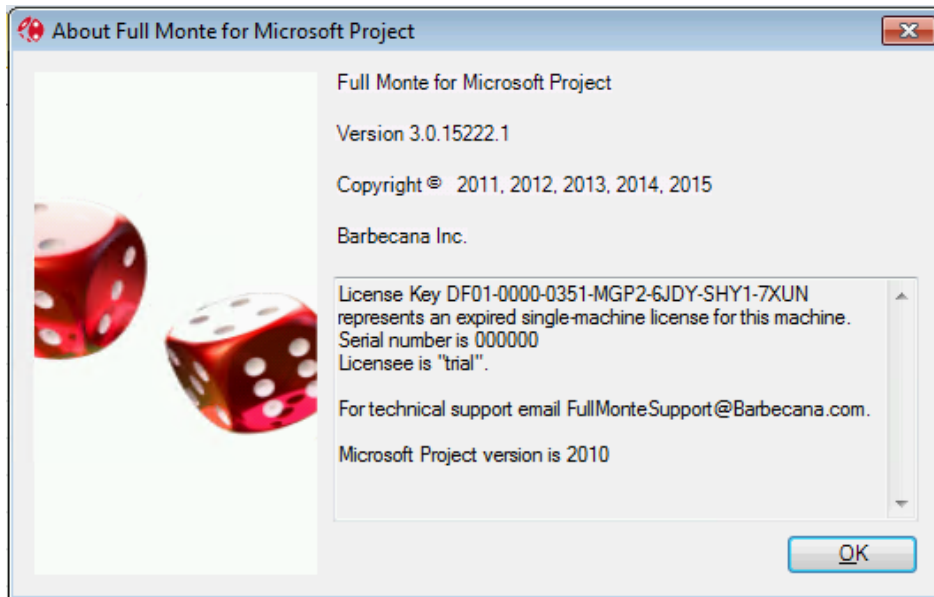 About Full Monte for Microsoft Project
Full Monte for Microsoft Project
Version 3.0.15222.1
Copyright © 2011, 2012, 2013, 2014, 2015
Barbecana Inc.
License Key DF01-0000-0351-MGP2-6JDY-SHY1-7XUN
represents an expired single-machine license for this machine.
Serial number is 000000
Licensee is "trial".
For technical support email FullMonteSupport@Barbecana.com.
Microsoft Project version is 2010
OK